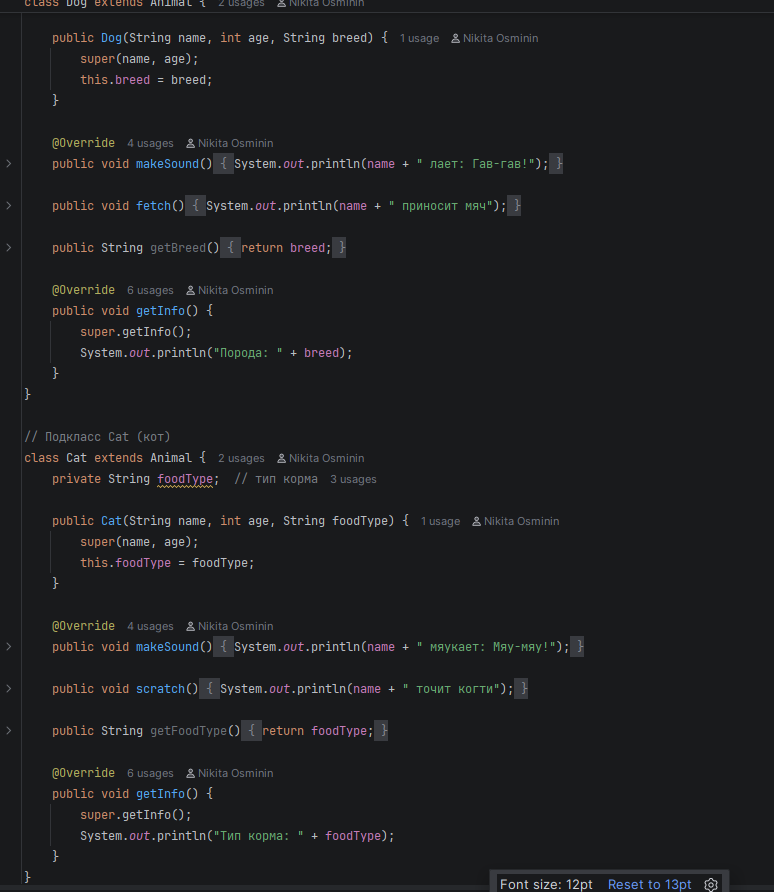 class Dog extends Animal { 2 usages Nikita Osminin
public Dog(String name, int age, String breed) { 1 usage Nikita Osminin
super(name, age);
this.breed = breed;
}
@Override 4 usages Nikita Osminin
public void makeSound() { System.out.println(name + " лает: Гав-гав!"); }
public void fetch() { System.out.println(name + " приносит мяч"); }
public String getBreed() { return breed; }
@Override 6 usages Nikita Osminin
public void getInfo() {
super.getInfo();
System.out.println("Порода: " + breed);
}
}
// Подкласс Cat (кот)
class Cat extends Animal { 2 usages Nikita Osminin
private String foodType; // тип корма 3 usages
public Cat(String name, int age, String foodType) { 1 usage Nikita Osminin
super(name, age);
this.foodType = foodType;
}
@Override 4 usages Nikita Osminin
public void makeSound() { System.out.println(name + " мяукает: Мяу-мяу!"); }
public void scratch() { System.out.println(name + " точит когти"); }
public String getFoodType() { return foodType; }
@Override 6 usages Nikita Osminin
public void getInfo() {
super.getInfo();
System.out.println("Тип корма: " + foodType);
}
}
Font size: 12pt Reset to 13pt